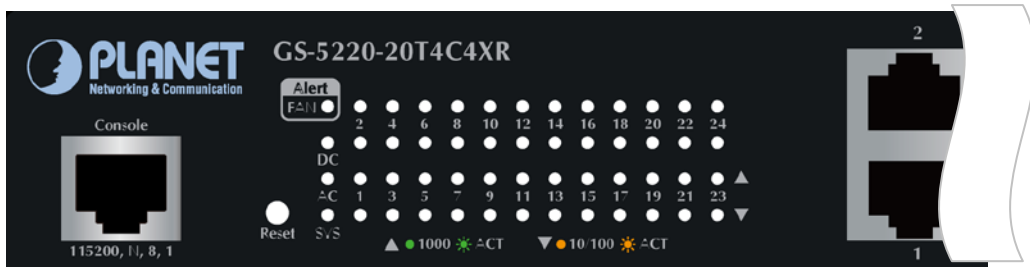 PLANET
Networking & Communication
GS-5220-20T4C4XR
Alert
FAN
2 4 6 8 10 12 14 16 18 20 22 24
DC
AC 1 3 5 7 9 11 13 15 17 19 21 23 ▲
SYS ▼
Console
115200, N, 8, 1
Reset
▲ 1000 ACT ▼ 10/100 ACT
2
1